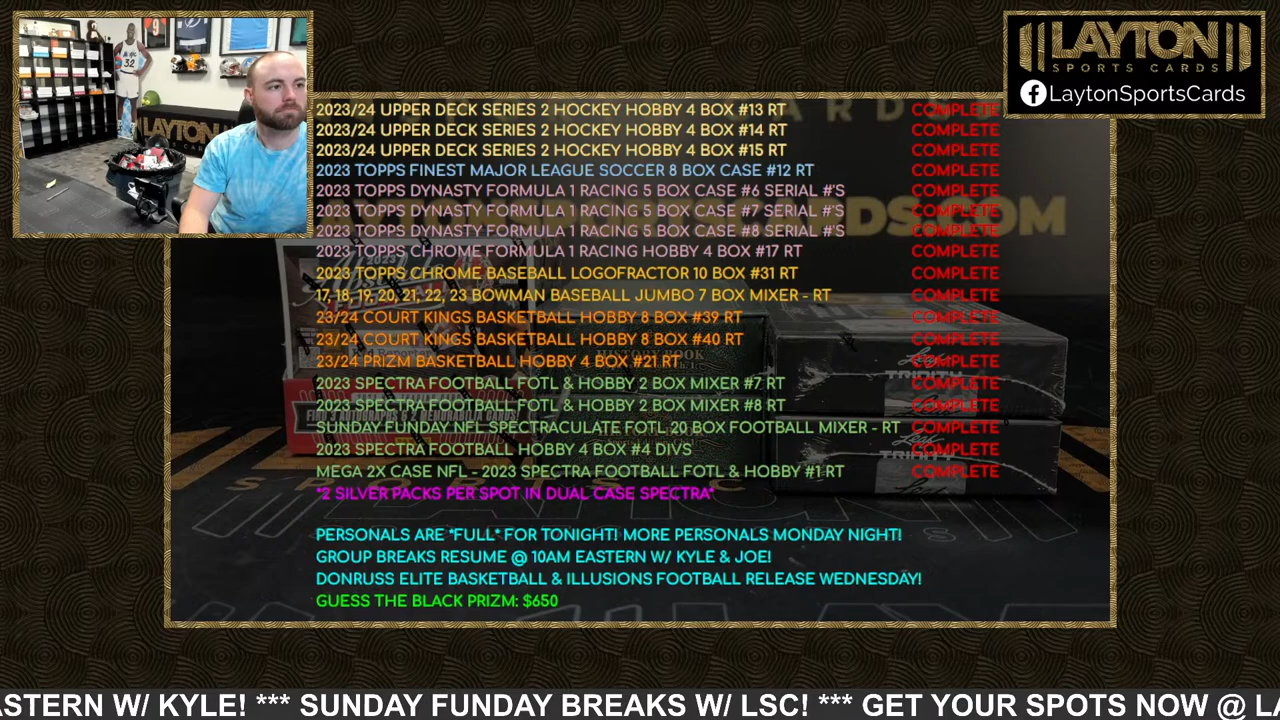 LAYTON
SPORTS CARDS
LaytonSportsCards
2023/24 UPPER DECK SERIES 2 HOCKEY HOBBY 4 BOX #13 RT COMPLETE
2023/24 UPPER DECK SERIES 2 HOCKEY HOBBY 4 BOX #14 RT COMPLETE
2023/24 UPPER DECK SERIES 2 HOCKEY HOBBY 4 BOX #15 RT COMPLETE
2023 TOPPS FINEST MAJOR LEAGUE SOCCER 8 BOX CASE #12 RT COMPLETE
2023 TOPPS DYNASTY FORMULA 1 RACING 5 BOX CASE #6 SERIAL #'S COMPLETE
2023 TOPPS DYNASTY FORMULA 1 RACING 5 BOX CASE #7 SERIAL #'S COMPLETE
2023 TOPPS DYNASTY FORMULA 1 RACING 5 BOX CASE #8 SERIAL #'S COMPLETE
2023 TOPPS CHROME FORMULA 1 RACING HOBBY 4 BOX #17 RT COMPLETE
2023 TOPPS CHROME BASEBALL LOGOFRACTOR 10 BOX #31 RT COMPLETE
17, 18, 19, 20, 21, 22, 23 BOWMAN BASEBALL JUMBO 7 BOX MIXER - RT COMPLETE
23/24 COURT KINGS BASKETBALL HOBBY 8 BOX #39 RT COMPLETE
23/24 COURT KINGS BASKETBALL HOBBY 8 BOX #40 RT COMPLETE
23/24 PRIZM BASKETBALL HOBBY 4 BOX #21 RT COMPLETE
2023 SPECTRA FOOTBALL FOTL & HOBBY 2 BOX MIXER #7 RT COMPLETE
2023 SPECTRA FOOTBALL FOTL & HOBBY 2 BOX MIXER #8 RT COMPLETE
SUNDAY FUNDAY NFL SPECTRACULATE FOTL 20 BOX FOOTBALL MIXER - RT COMPLETE
2023 SPECTRA FOOTBALL HOBBY 4 BOX #4 DIVS COMPLETE
MEGA 2X CASE NFL - 2023 SPECTRA FOOTBALL FOTL & HOBBY #1 RT COMPLETE
*2 SILVER PACKS PER SPOT IN DUAL CASE SPECTRA*
PERSONALS ARE *FULL* FOR TONIGHT! MORE PERSONALS MONDAY NIGHT!
GROUP BREAKS RESUME @ 10AM EASTERN W/ KYLE & JOE!
DONRUSS ELITE BASKETBALL & ILLUSIONS FOOTBALL RELEASE WEDNESDAY!
GUESS THE BLACK PRIZM: $650
ASTERN W/ KYLE! *** SUNDAY FUNDAY BREAKS W/ LSC! *** GET YOUR SPOTS NOW @ LA